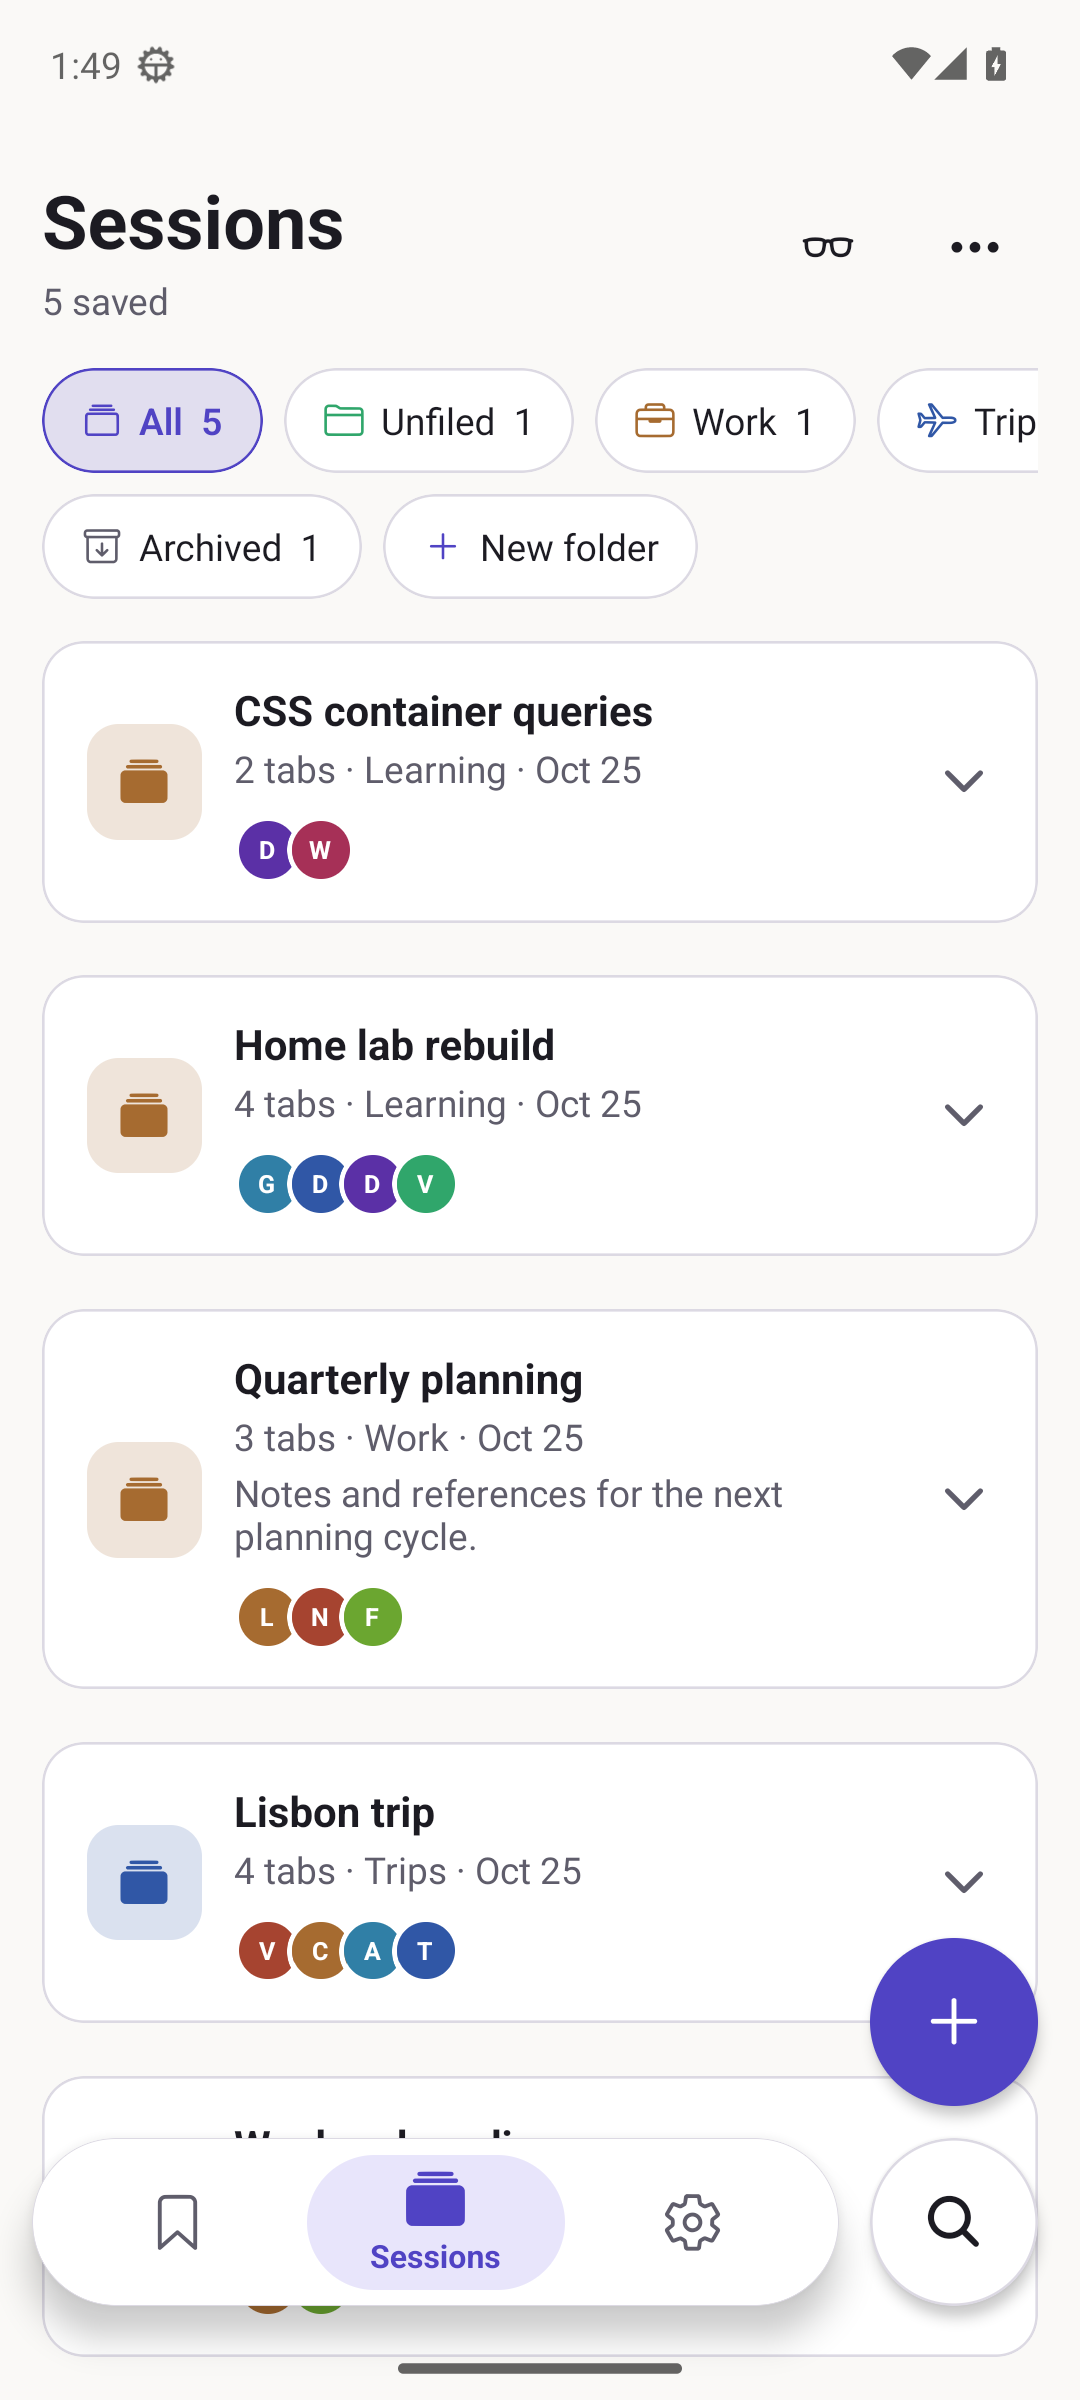 1:49
Sessions
5 saved
All 5
Unfiled 1
Work 1
Trip
Archived 1
New folder
CSS container queries
2 tabs · Learning · Oct 25
D W
Home lab rebuild
4 tabs · Learning · Oct 25
G D D V
Quarterly planning
3 tabs · Work · Oct 25
Notes and references for the next
planning cycle.
L N F
Lisbon trip
4 tabs · Trips · Oct 25
V C A T
Sessions